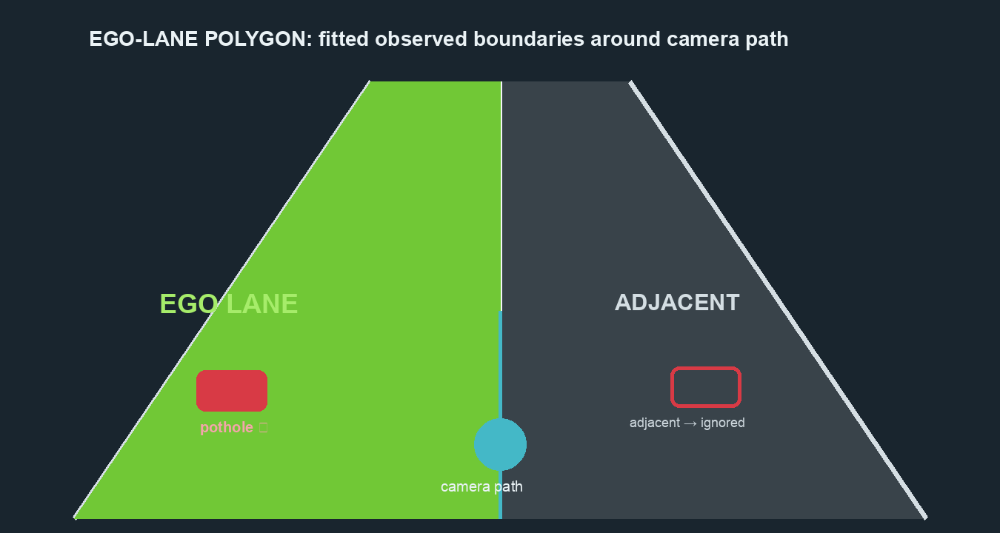 EGO-LANE POLYGON: fitted observed boundaries around camera path
EGO LANE
ADJACENT
pothole
adjacent → ignored
camera path